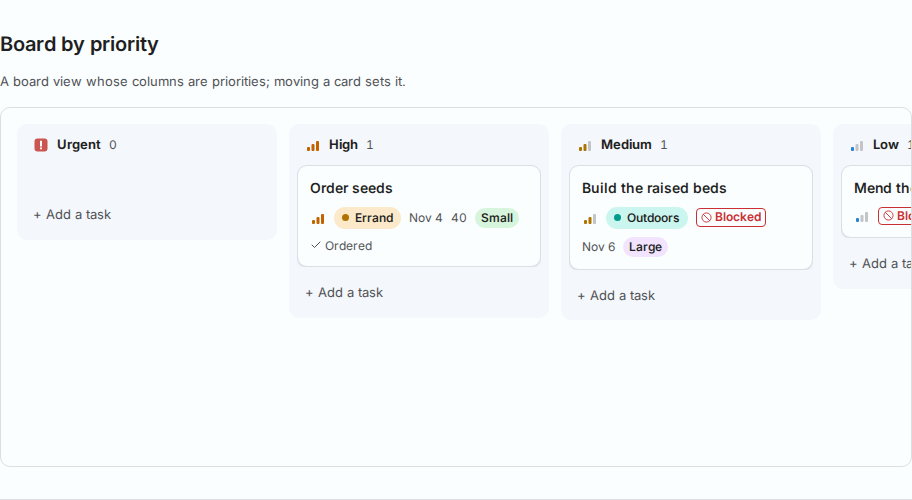 Board by priority
A board view whose columns are priorities; moving a card sets it.
Urgent 0
+ Add a task
High 1
Order seeds
Errand Nov 4 40 Small
Ordered
+ Add a task
Medium 1
Build the raised beds
Outdoors Blocked
Nov 6 Large
+ Add a task
Low
Mend
+ Add a